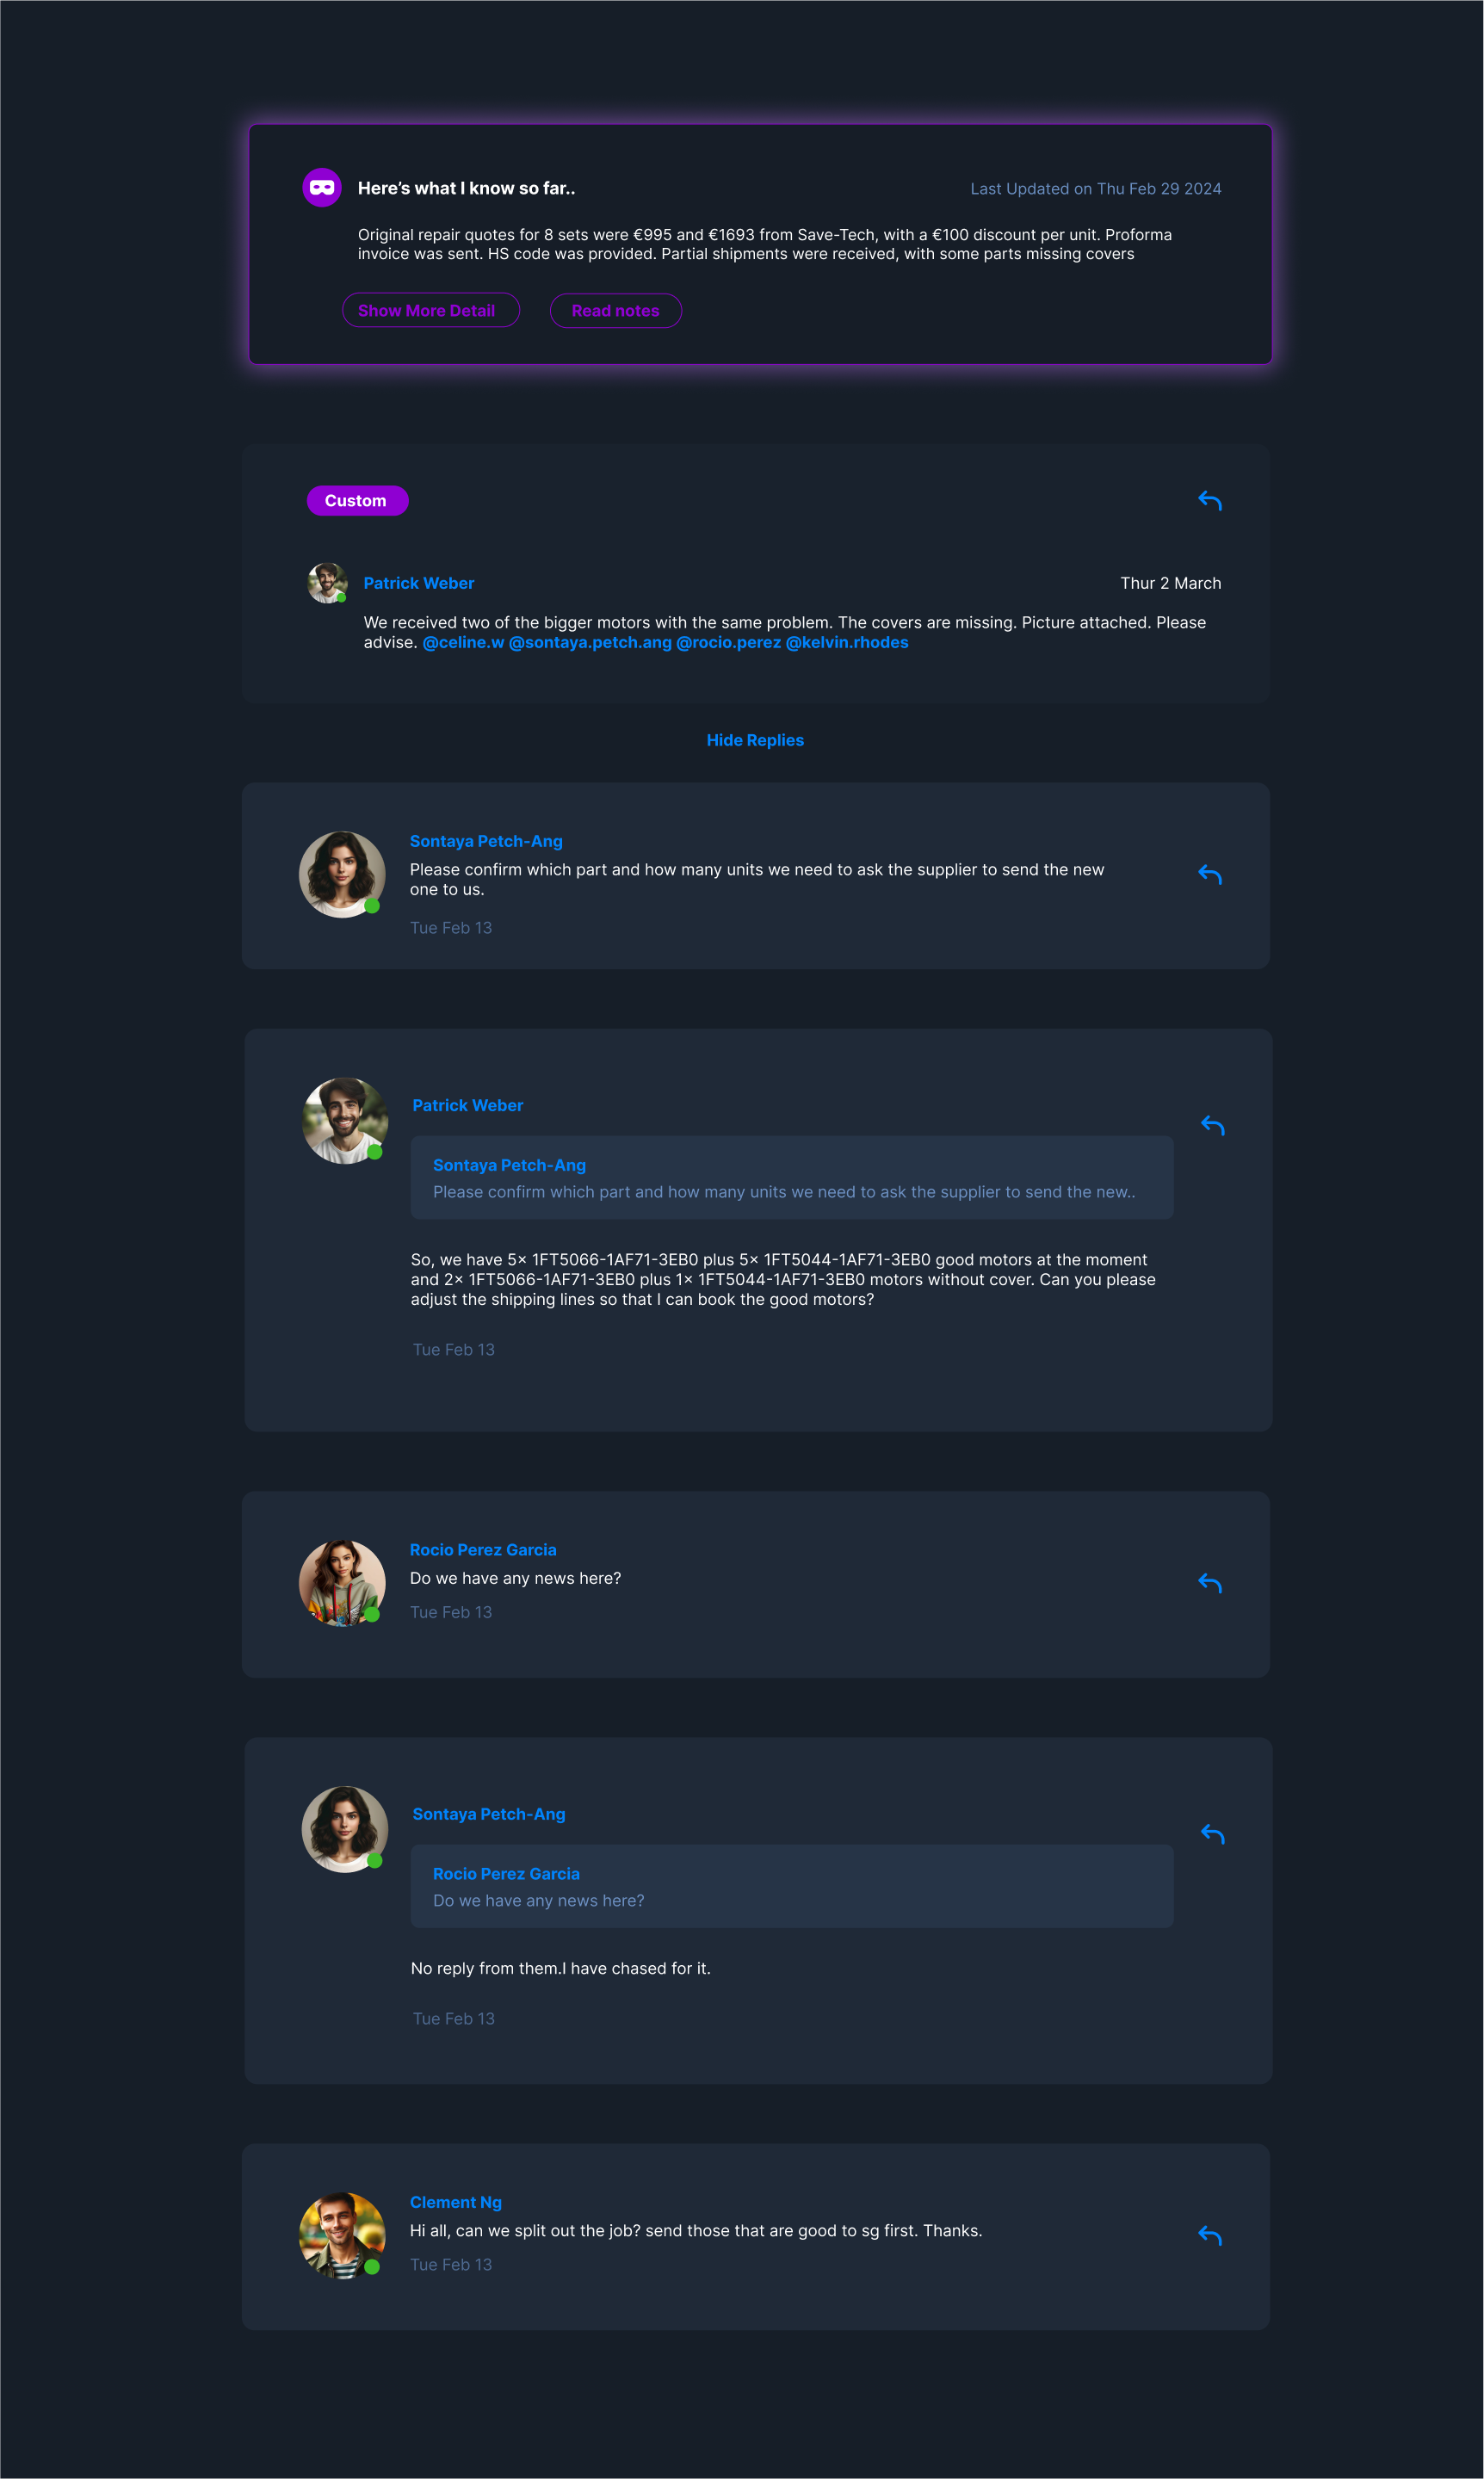 Here’s what I know so far..
Last Updated on Thu Feb 29 2024
Original repair quotes for 8 sets were €995 and €1693 from Save-Tech, with a €100 discount per unit. Proforma
invoice was sent. HS code was provided. Partial shipments were received, with some parts missing covers
Show More Detail
Read notes
Custom
Patrick Weber
Thur 2 March
We received two of the bigger motors with the same problem. The covers are missing. Picture attached. Please
advise. @celine.w @sontaya.petch.ang @rocio.perez @kelvin.rhodes
Hide Replies
Sontaya Petch-Ang
Please confirm which part and how many units we need to ask the supplier to send the new
one to us.
Tue Feb 13
Patrick Weber
Sontaya Petch-Ang
Please confirm which part and how many units we need to ask the supplier to send the new..
So, we have 5x 1FT5066-1AF71-3EB0 plus 5x 1FT5044-1AF71-3EB0 good motors at the moment
and 2x 1FT5066-1AF71-3EB0 plus 1x 1FT5044-1AF71-3EB0 motors without cover. Can you please
adjust the shipping lines so that I can book the good motors?
Tue Feb 13
Rocio Perez Garcia
Do we have any news here?
Tue Feb 13
Sontaya Petch-Ang
Rocio Perez Garcia
Do we have any news here?
No reply from them.I have chased for it.
Tue Feb 13
Clement Ng
Hi all, can we split out the job? send those that are good to sg first. Thanks.
Tue Feb 13